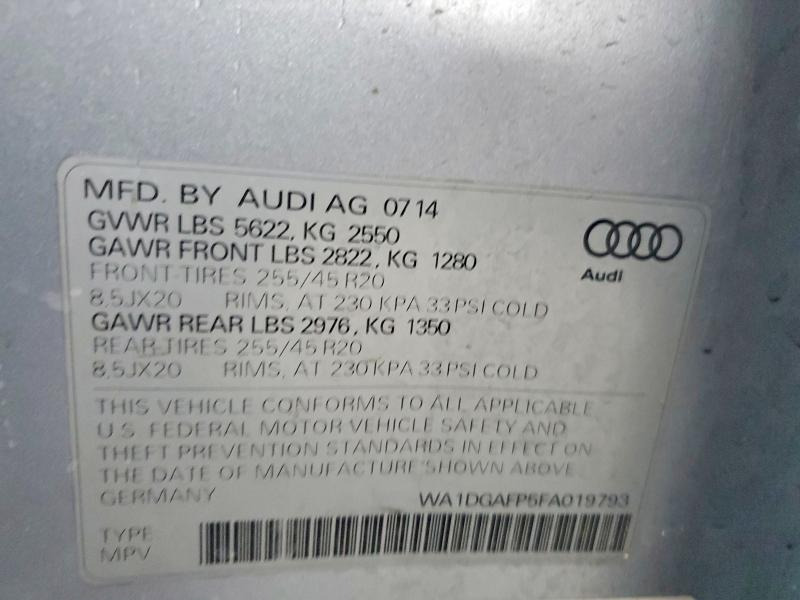 MFD. BY AUDI AG 07 14
GVWR LBS 5622, KG 2550
GAWR FRONT LBS 2822, KG 1280
FRONT TIRES 255/45 R20
8.5JX20 RIMS, AT 230 KPA 33 PSI COLD
GAWR REAR LBS 2976, KG 1350
REAR TIRES 255/45 R20
8.5JX20 RIMS, AT 230 KPA 33 PSI COLD
Audi
THIS VEHICLE CONFORMS TO ALL APPLICABLE
U.S. FEDERAL MOTOR VEHICLE SAFETY AND
THEFT PREVENTION STANDARDS IN EFFECT ON
THE DATE OF MANUFACTURE SHOWN ABOVE
GERMANY WA1DGAFP5FA019793
TYPE
MPV